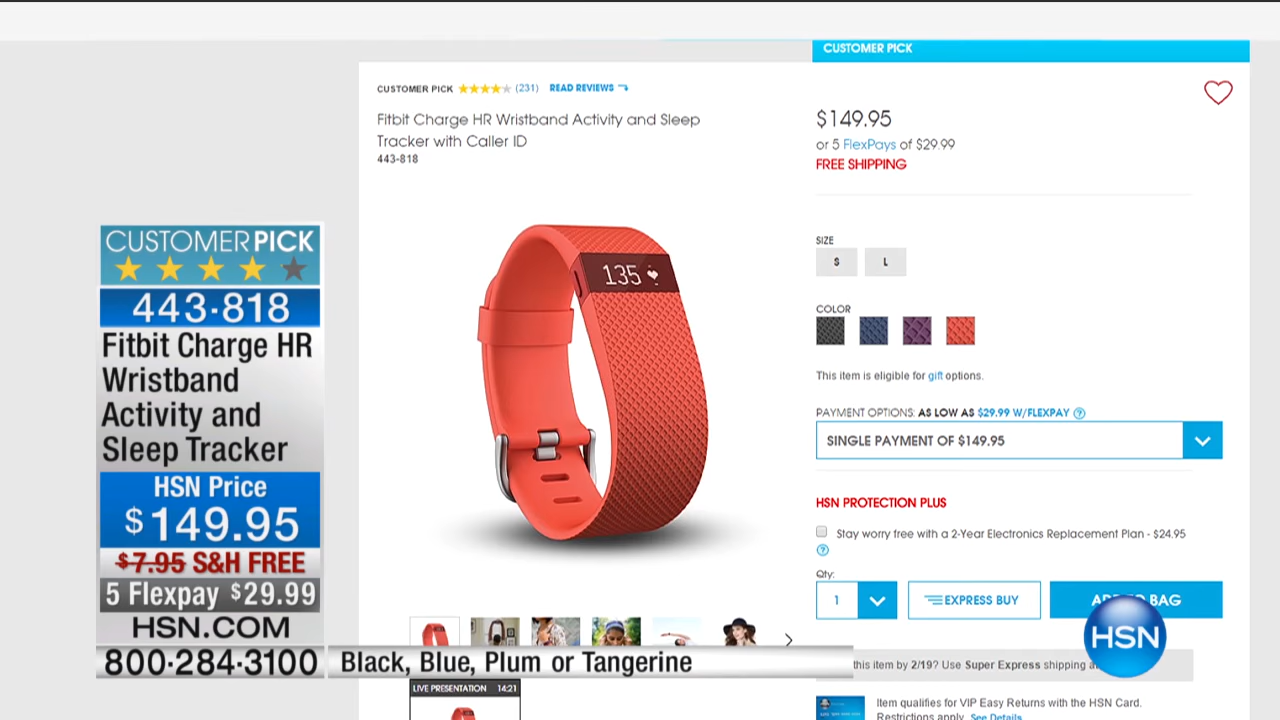 CUSTOMER PICK
CUSTOMER PICK (231) READ REVIEWS
Fitbit Charge HR Wristband Activity and Sleep
Tracker with Caller ID
443-818
135
$149.95
or 5 FlexPays of $29.99
FREE SHIPPING
SIZE
S L
COLOR
This item is eligible for gift options.
PAYMENT OPTIONS: AS LOW AS $29.99 W/FLEXPAY ?
SINGLE PAYMENT OF $149.95
HSN PROTECTION PLUS
Stay worry free with a 2-Year Electronics Replacement Plan - $24.95
?
Qty:
1 EXPRESS BUY BAG
HSN
this item by 2/19? Use Super Express shipping
Item qualifies for VIP Easy Returns with the HSN Card.
Restrictions apply. See Details
CUSTOMER PICK
443-818
Fitbit Charge HR
Wristband
Activity and
Sleep Tracker
HSN Price
$149.95
$7.95 S&H FREE
5 Flexpay $29.99
HSN.COM
800-284-3100
Black, Blue, Plum or Tangerine
LIVE PRESENTATION 14:21